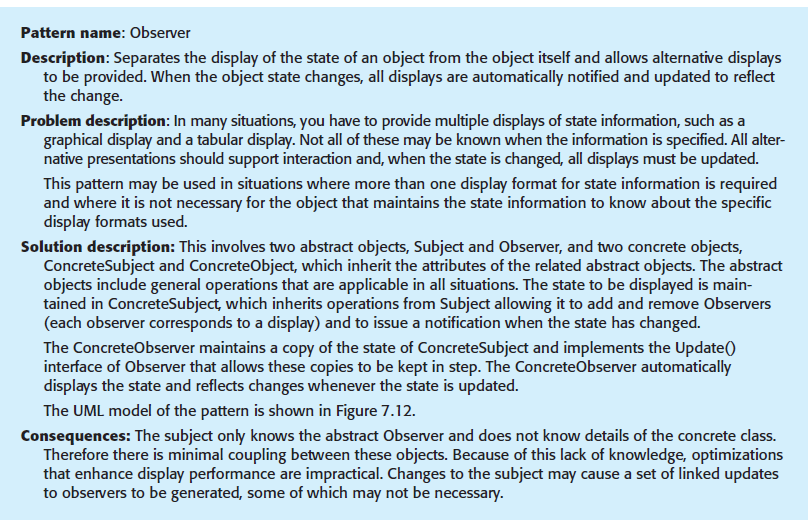 Pattern name: Observer
Description: Separates the display of the state of an object from the object itself and allows alternative displays
to be provided. When the object state changes, all displays are automatically notified and updated to reflect
the change.
Problem description: In many situations, you have to provide multiple displays of state information, such as a
graphical display and a tabular display. Not all of these may be known when the information is specified. All alter-
native presentations should support interaction and, when the state is changed, all displays must be updated.
This pattern may be used in situations where more than one display format for state information is required
and where it is not necessary for the object that maintains the state information to know about the specific
display formats used.
Solution description: This involves two abstract objects, Subject and Observer, and two concrete objects,
ConcreteSubject and ConcreteObject, which inherit the attributes of the related abstract objects. The abstract
objects include general operations that are applicable in all situations. The state to be displayed is main-
tained in ConcreteSubject, which inherits operations from Subject allowing it to add and remove Observers
(each observer corresponds to a display) and to issue a notification when the state has changed.
The ConcreteObserver maintains a copy of the state of ConcreteSubject and implements the Update()
interface of Observer that allows these copies to be kept in step. The ConcreteObserver automatically
displays the state and reflects changes whenever the state is updated.
The UML model of the pattern is shown in Figure 7.12.
Consequences: The subject only knows the abstract Observer and does not know details of the concrete class.
Therefore there is minimal coupling between these objects. Because of this lack of knowledge, optimizations
that enhance display performance are impractical. Changes to the subject may cause a set of linked updates
to observers to be generated, some of which may not be necessary.